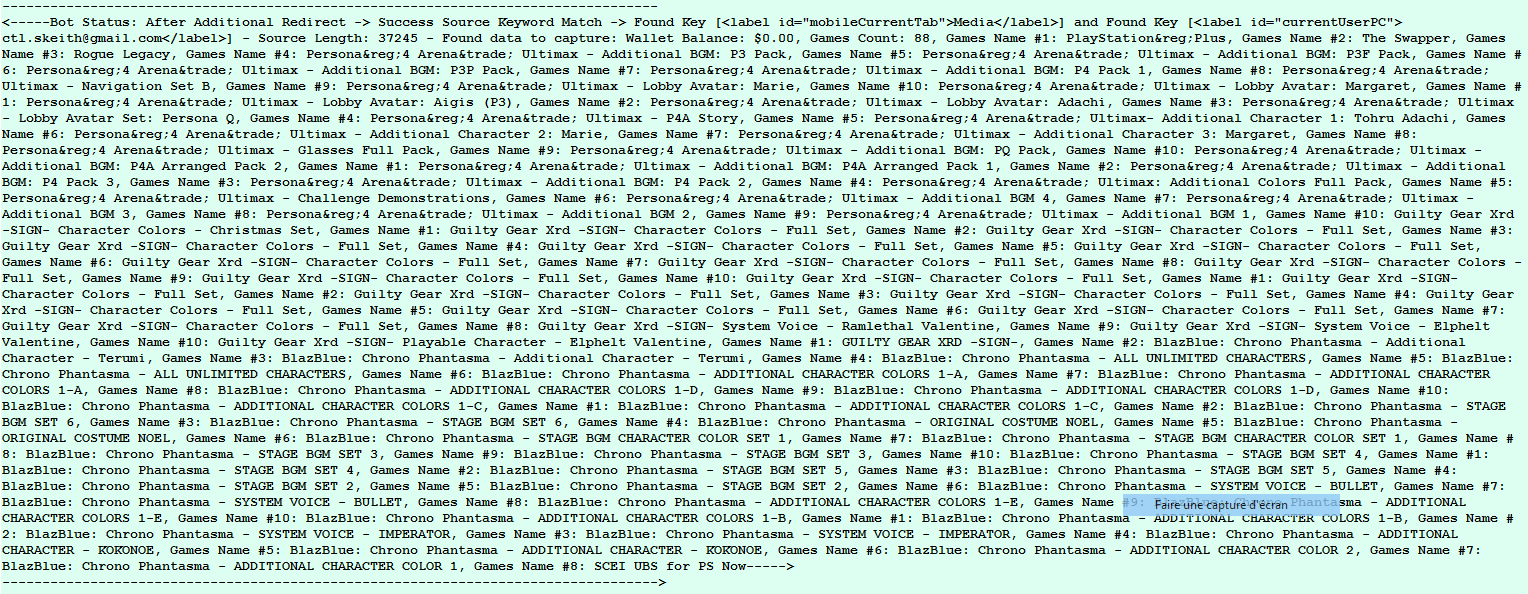 ----------------------------------------------------------------------------------
<-----Bot Status: After Additional Redirect -> Success Source Keyword Match -> Found Key [<label id="mobileCurrentTab">Media</label>] and Found Key [<label id="currentUserPC">
ctl.skeith@gmail.com</label>] - Source Length: 37245 - Found data to capture: Wallet Balance: $0.00, Games Count: 88, Games Name #1: PlayStation&reg;Plus, Games Name #2: The Swapper, Games
Name #3: Rogue Legacy, Games Name #4: Persona&reg;4 Arena&trade; Ultimax - Additional BGM: P3 Pack, Games Name #5: Persona&reg;4 Arena&trade; Ultimax - Additional BGM: P3F Pack, Games Name #
6: Persona&reg;4 Arena&trade; Ultimax - Additional BGM: P3P Pack, Games Name #7: Persona&reg;4 Arena&trade; Ultimax - Additional BGM: P4 Pack 1, Games Name #8: Persona&reg;4 Arena&trade;
Ultimax - Navigation Set B, Games Name #9: Persona&reg;4 Arena&trade; Ultimax - Lobby Avatar: Marie, Games Name #10: Persona&reg;4 Arena&trade; Ultimax - Lobby Avatar: Margaret, Games Name #
1: Persona&reg;4 Arena&trade; Ultimax - Lobby Avatar: Aigis (P3), Games Name #2: Persona&reg;4 Arena&trade; Ultimax - Lobby Avatar: Adachi, Games Name #3: Persona&reg;4 Arena&trade; Ultimax
- Lobby Avatar Set: Persona Q, Games Name #4: Persona&reg;4 Arena&trade; Ultimax - P4A Story, Games Name #5: Persona&reg;4 Arena&trade; Ultimax- Additional Character 1: Tohru Adachi, Games
Name #6: Persona&reg;4 Arena&trade; Ultimax - Additional Character 2: Marie, Games Name #7: Persona&reg;4 Arena&trade; Ultimax - Additional Character 3: Margaret, Games Name #8:
Persona&reg;4 Arena&trade; Ultimax - Glasses Full Pack, Games Name #9: Persona&reg;4 Arena&trade; Ultimax - Additional BGM: PQ Pack, Games Name #10: Persona&reg;4 Arena&trade; Ultimax -
Additional BGM: P4A Arranged Pack 2, Games Name #1: Persona&reg;4 Arena&trade; Ultimax - Additional BGM: P4A Arranged Pack 1, Games Name #2: Persona&reg;4 Arena&trade; Ultimax - Additional
BGM: P4 Pack 3, Games Name #3: Persona&reg;4 Arena&trade; Ultimax - Additional BGM: P4 Pack 2, Games Name #4: Persona&reg;4 Arena&trade; Ultimax: Additional Colors Full Pack, Games Name #5:
Persona&reg;4 Arena&trade; Ultimax - Challenge Demonstrations, Games Name #6: Persona&reg;4 Arena&trade; Ultimax - Additional BGM 4, Games Name #7: Persona&reg;4 Arena&trade; Ultimax -
Additional BGM 3, Games Name #8: Persona&reg;4 Arena&trade; Ultimax - Additional BGM 2, Games Name #9: Persona&reg;4 Arena&trade; Ultimax - Additional BGM 1, Games Name #10: Guilty Gear Xrd
-SIGN- Character Colors - Christmas Set, Games Name #1: Guilty Gear Xrd -SIGN- Character Colors - Full Set, Games Name #2: Guilty Gear Xrd -SIGN- Character Colors - Full Set, Games Name #3:
Guilty Gear Xrd -SIGN- Character Colors - Full Set, Games Name #4: Guilty Gear Xrd -SIGN- Character Colors - Full Set, Games Name #5: Guilty Gear Xrd -SIGN- Character Colors - Full Set,
Games Name #6: Guilty Gear Xrd -SIGN- Character Colors - Full Set, Games Name #7: Guilty Gear Xrd -SIGN- Character Colors - Full Set, Games Name #8: Guilty Gear Xrd -SIGN- Character Colors -
Full Set, Games Name #9: Guilty Gear Xrd -SIGN- Character Colors - Full Set, Games Name #10: Guilty Gear Xrd -SIGN- Character Colors - Full Set, Games Name #1: Guilty Gear Xrd -SIGN-
Character Colors - Full Set, Games Name #2: Guilty Gear Xrd -SIGN- Character Colors - Full Set, Games Name #3: Guilty Gear Xrd -SIGN- Character Colors - Full Set, Games Name #4: Guilty Gear
Xrd -SIGN- Character Colors - Full Set, Games Name #5: Guilty Gear Xrd -SIGN- Character Colors - Full Set, Games Name #6: Guilty Gear Xrd -SIGN- Character Colors - Full Set, Games Name #7:
Guilty Gear Xrd -SIGN- Character Colors - Full Set, Games Name #8: Guilty Gear Xrd -SIGN- System Voice - Ramlethal Valentine, Games Name #9: Guilty Gear Xrd -SIGN- System Voice - Elphelt
Valentine, Games Name #10: Guilty Gear Xrd -SIGN- Playable Character - Elphelt Valentine, Games Name #1: GUILTY GEAR XRD -SIGN-, Games Name #2: BlazBlue: Chrono Phantasma - Additional
Character - Terumi, Games Name #3: BlazBlue: Chrono Phantasma - Additional Character - Terumi, Games Name #4: BlazBlue: Chrono Phantasma - ALL UNLIMITED CHARACTERS, Games Name #5: BlazBlue:
Chrono Phantasma - ALL UNLIMITED CHARACTERS, Games Name #6: BlazBlue: Chrono Phantasma - ADDITIONAL CHARACTER COLORS 1-A, Games Name #7: BlazBlue: Chrono Phantasma - ADDITIONAL CHARACTER
COLORS 1-A, Games Name #8: BlazBlue: Chrono Phantasma - ADDITIONAL CHARACTER COLORS 1-D, Games Name #9: BlazBlue: Chrono Phantasma - ADDITIONAL CHARACTER COLORS 1-D, Games Name #10:
BlazBlue: Chrono Phantasma - ADDITIONAL CHARACTER COLORS 1-C, Games Name #1: BlazBlue: Chrono Phantasma - ADDITIONAL CHARACTER COLORS 1-C, Games Name #2: BlazBlue: Chrono Phantasma - STAGE
BGM SET 6, Games Name #3: BlazBlue: Chrono Phantasma - STAGE BGM SET 6, Games Name #4: BlazBlue: Chrono Phantasma - ORIGINAL COSTUME NOEL, Games Name #5: BlazBlue: Chrono Phantasma -
ORIGINAL COSTUME NOEL, Games Name #6: BlazBlue: Chrono Phantasma - STAGE BGM CHARACTER COLOR SET 1, Games Name #7: BlazBlue: Chrono Phantasma - STAGE BGM CHARACTER COLOR SET 1, Games Name #
8: BlazBlue: Chrono Phantasma - STAGE BGM SET 3, Games Name #9: BlazBlue: Chrono Phantasma - STAGE BGM SET 3, Games Name #10: BlazBlue: Chrono Phantasma - STAGE BGM SET 4, Games Name #1:
BlazBlue: Chrono Phantasma - STAGE BGM SET 4, Games Name #2: BlazBlue: Chrono Phantasma - STAGE BGM SET 5, Games Name #3: BlazBlue: Chrono Phantasma - STAGE BGM SET 5, Games Name #4:
BlazBlue: Chrono Phantasma - STAGE BGM SET 2, Games Name #5: BlazBlue: Chrono Phantasma - STAGE BGM SET 2, Games Name #6: BlazBlue: Chrono Phantasma - SYSTEM VOICE - BULLET, Games Name #7:
BlazBlue: Chrono Phantasma - SYSTEM VOICE - BULLET, Games Name #8: BlazBlue: Chrono Phantasma - ADDITIONAL CHARACTER COLORS 1-E, Games Name #9: BlazBlue: Chrono Phantasma - ADDITIONAL
Faire une capture d'écran
CHARACTER COLORS 1-E, Games Name #10: BlazBlue: Chrono Phantasma - ADDITIONAL CHARACTER COLORS 1-B, Games Name #1: BlazBlue: Chrono Phantasma - ADDITIONAL CHARACTER COLORS 1-B, Games Name #
2: BlazBlue: Chrono Phantasma - SYSTEM VOICE - IMPERATOR, Games Name #3: BlazBlue: Chrono Phantasma - SYSTEM VOICE - IMPERATOR, Games Name #4: BlazBlue: Chrono Phantasma - ADDITIONAL
CHARACTER - KOKONOE, Games Name #5: BlazBlue: Chrono Phantasma - ADDITIONAL CHARACTER - KOKONOE, Games Name #6: BlazBlue: Chrono Phantasma - ADDITIONAL CHARACTER COLOR 2, Games Name #7:
BlazBlue: Chrono Phantasma - ADDITIONAL CHARACTER COLOR 1, Games Name #8: SCEI UBS for PS Now----->
---------------------------------------------------------------------------------->